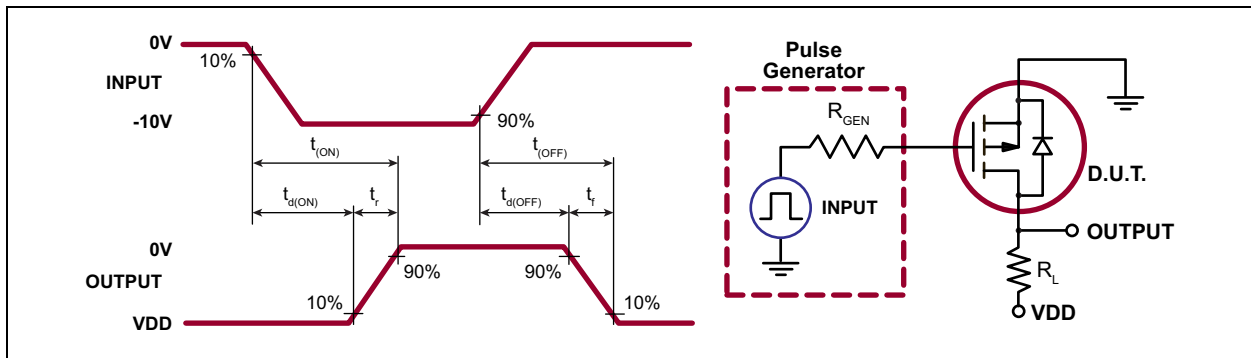 0V
10%
INPUT
-10V
90%
t(ON)
t(OFF)
td(ON)
tr
td(OFF)
tf
0V
OUTPUT
90%
90%
10%
10%
VDD
Pulse
Generator
RGEN
INPUT
D.U.T.
OUTPUT
RL
VDD